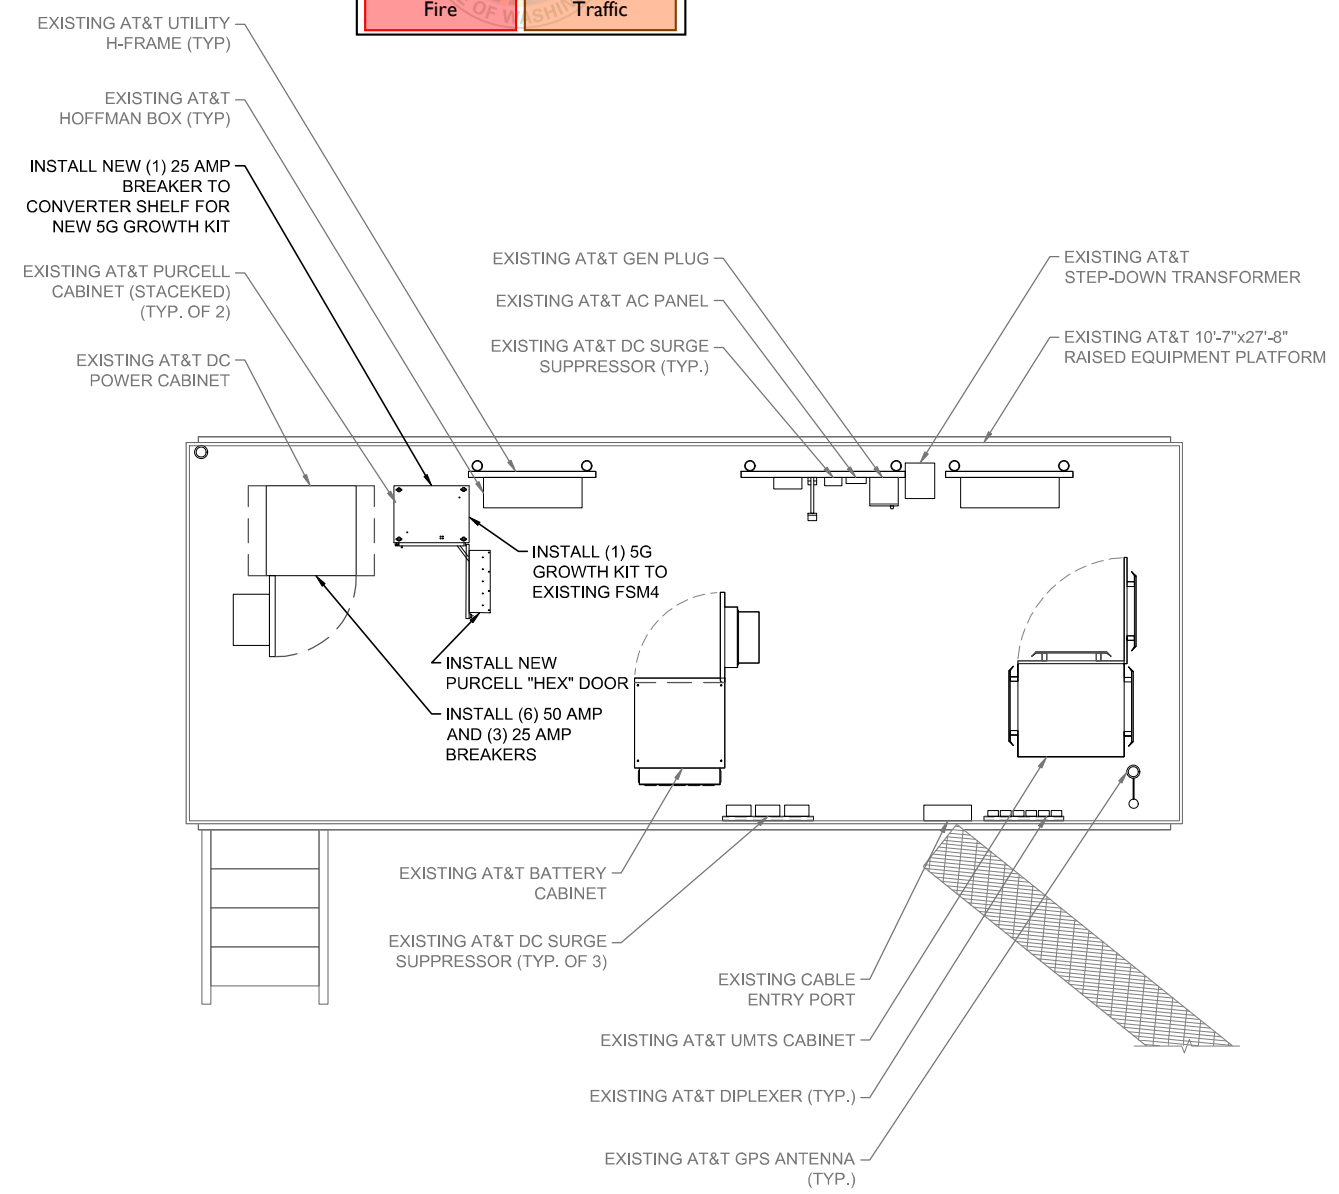 Fire
Traffic
E OF WASHIN
EXISTING AT&T UTILITY
H-FRAME (TYP)
EXISTING AT&T
HOFFMAN BOX (TYP)
INSTALL NEW (1) 25 AMP
BREAKER TO
CONVERTER SHELF FOR
NEW 5G GROWTH KIT
EXISTING AT&T PURCELL
CABINET (STACEKED)
(TYP. OF 2)
EXISTING AT&T DC
POWER CABINET
EXISTING AT&T GEN PLUG
EXISTING AT&T AC PANEL
EXISTING AT&T DC SURGE
SUPPRESSOR (TYP.)
EXISTING AT&T
STEP-DOWN TRANSFORMER
EXISTING AT&T 10'-7"x27'-8"
RAISED EQUIPMENT PLATFORM
INSTALL (1) 5G
GROWTH KIT TO
EXISTING FSM4
INSTALL NEW
PURCELL "HEX" DOOR
INSTALL (6) 50 AMP
AND (3) 25 AMP
BREAKERS
EXISTING AT&T BATTERY
CABINET
EXISTING AT&T DC SURGE
SUPPRESSOR (TYP. OF 3)
EXISTING CABLE
ENTRY PORT
EXISTING AT&T UMTS CABINET
EXISTING AT&T DIPLEXER (TYP.)
EXISTING AT&T GPS ANTENNA
(TYP.)